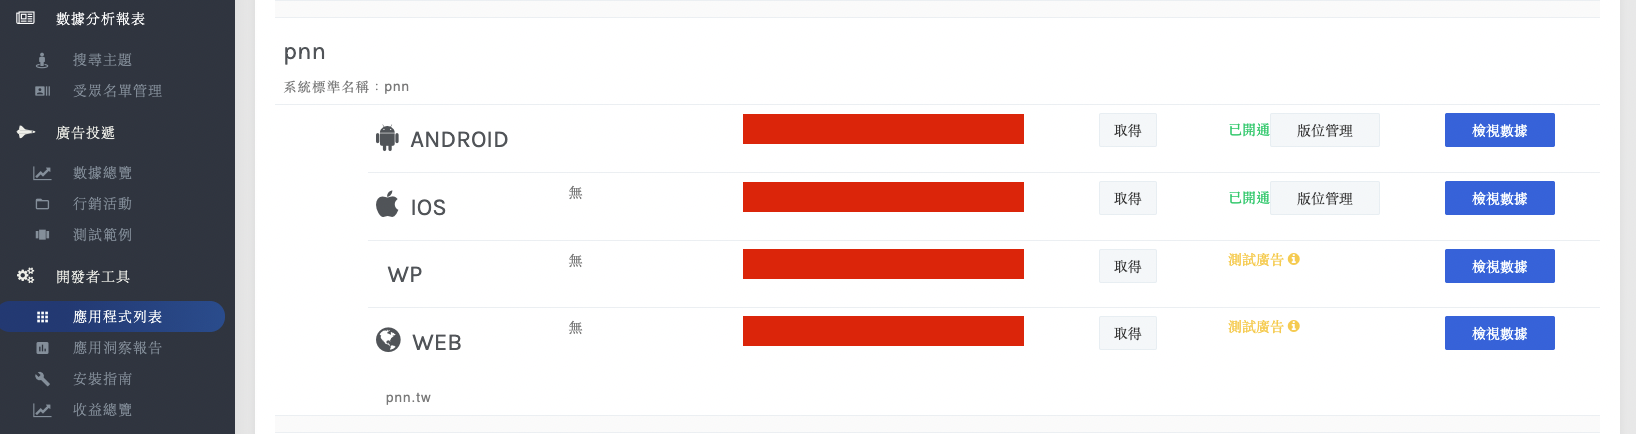 數據分析報表
搜尋主題
受眾名單管理
廣告投遞
數據總覽
行銷活動
測試範例
開發者工具
應用程式列表
應用洞察報告
安裝指南
收益總覽
pnn
系統標準名稱：pnn
ANDROID 取得 已開通 版位管理 檢視數據
IOS 無 取得 已開通 版位管理 檢視數據
WP 無 取得 測試廣告 檢視數據
WEB 無 取得 測試廣告 檢視數據
pnn.tw